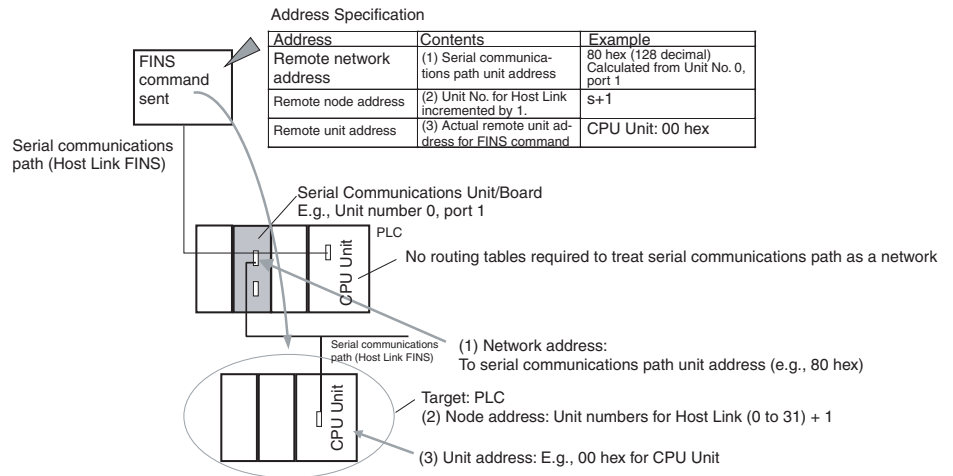 Address Specification
Address Contents Example
Remote network
address
(1) Serial communica-
tions path unit address
80 hex (128 decimal)
Calculated from Unit No. 0,
port 1
Remote node address
(2) Unit No. for Host Link
incremented by 1.
s+1
Remote unit address
(3) Actual remote unit ad-
dress for FINS command
CPU Unit: 00 hex
FINS
command
sent
Serial communications
path (Host Link FINS)
Serial Communications Unit/Board
E.g., Unit number 0, port 1
PLC
CPU Unit
No routing tables required to treat serial communications path as a network
Serial communications
path (Host Link FINS)
(1) Network address:
To serial communications path unit address (e.g., 80 hex)
Target: PLC
(2) Node address: Unit numbers for Host Link (0 to 31) + 1
CPU Unit
(3) Unit address: E.g., 00 hex for CPU Unit